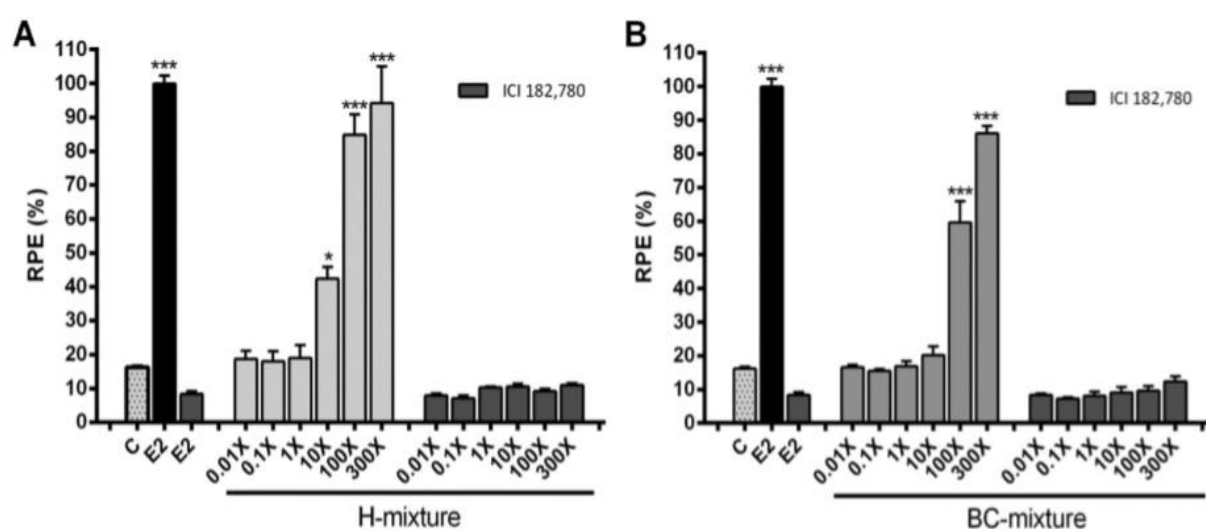 A
RPE (%)
110
100
90
80
70
60
50
40
30
20
10
0
***
*
***
***
ICI 182,780
C
E2
E2
0.01X
0.1X
1X
10X
100X
300X
0.01X
0.1X
1X
10X
100X
300X
H-mixture
B
RPE (%)
110
100
90
80
70
60
50
40
30
20
10
0
***
***
***
ICI 182,780
C
E2
E2
0.01X
0.1X
1X
10X
100X
300X
0.01X
0.1X
1X
10X
100X
300X
BC-mixture